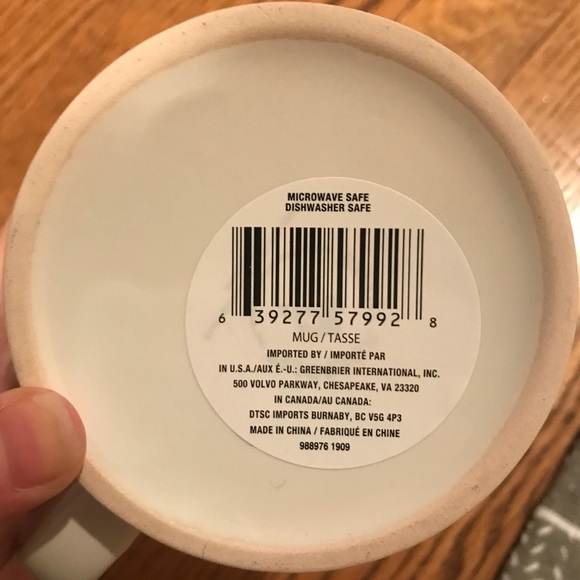 MICROWAVE SAFE
DISHWASHER SAFE
6 39277 57992 8
MUG / TASSE
IMPORTED BY / IMPORTÉ PAR
IN U.S.A./AUX É.-U.: GREENBRIER INTERNATIONAL, INC.
500 VOLVO PARKWAY, CHESAPEAKE, VA 23320
IN CANADA/AU CANADA:
DTSC IMPORTS BURNABY, BC V5G 4P3
MADE IN CHINA / FABRIQUÉ EN CHINE
988976 1909